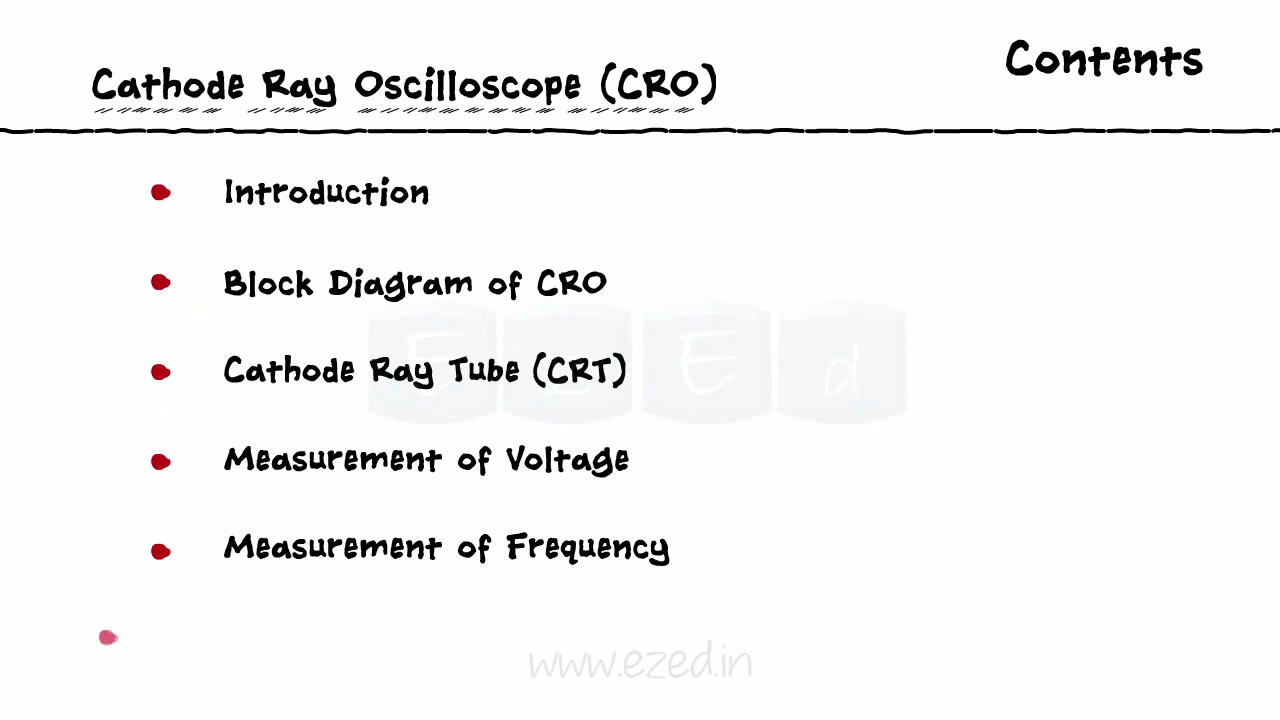 Contents
Cathode Ray Oscilloscope (CRO)
Introduction
Block Diagram of CRO
Cathode Ray Tube (CRT)
Measurement of Voltage
Measurement of Frequency
www.ezed.in